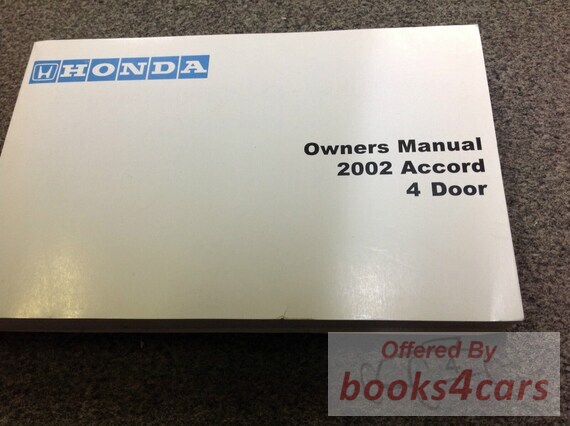 HONDA
Owners Manual
2002 Accord
4 Door
Offered By
books4cars